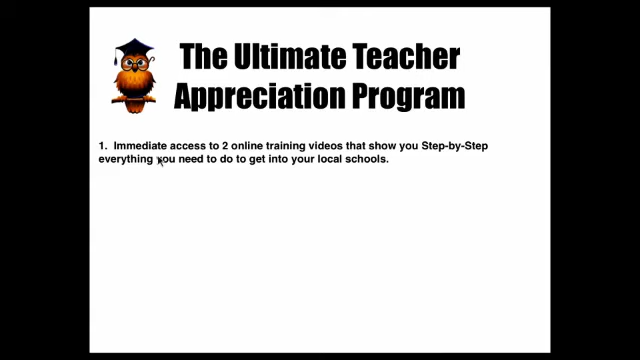 The Ultimate Teacher
Appreciation Program
1. Immediate access to 2 online training videos that show you Step-by-Step
everything you need to do to get into your local schools.